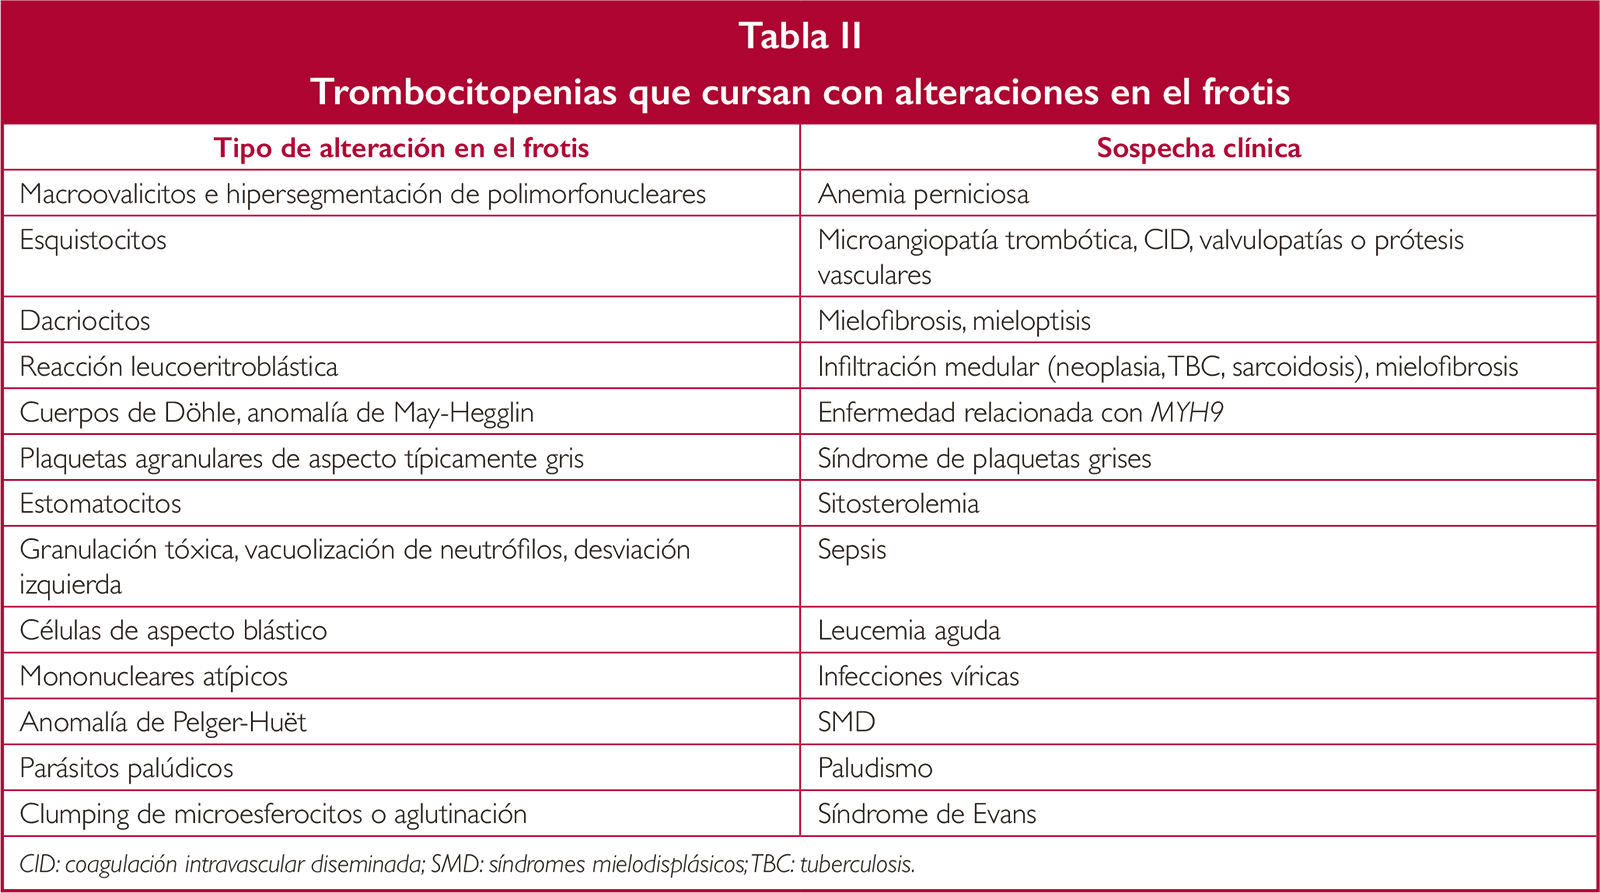 Tabla II
Trombocitopenias que cursan con alteraciones en el frotis
Tipo de alteración en el frotis
Sospecha clínica
Macroovalicitos e hipersegmentación de polimorfonucleares
Anemia perniciosa
Esquistocitos
Microangiopatía trombótica, CID, valvulopatías o prótesis
vasculares
Dacriocitos
Mielofibrosis, mieloptisis
Reacción leucoeritroblástica
Infiltración medular (neoplasia, TBC, sarcoidosis), mielofibrosis
Cuerpos de Döhle, anomalía de May-Hegglin
Enfermedad relacionada con MYH9
Plaquetas agranulares de aspecto típicamente gris
Síndrome de plaquetas grises
Estomatocitos
Sitosterolemia
Granulación tóxica, vacuolización de neutrófilos, desviación
izquierda
Sepsis
Células de aspecto blástico
Leucemia aguda
Mononucleares atípicos
Infecciones víricas
Anomalía de Pelger-Huët
SMD
Parásitos palúdicos
Paludismo
Clumping de microesferocitos o aglutinación
Síndrome de Evans
CID: coagulación intravascular diseminada; SMD: síndromes mielodisplásicos; TBC: tuberculosis.